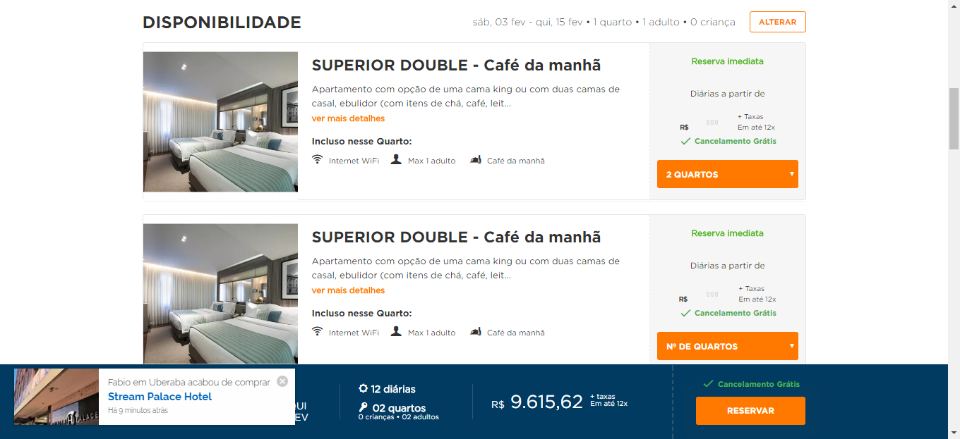 DISPONIBILIDADE
sáb, 03 fev - qui, 15 fev • 1 quarto • 1 adulto • 0 criança
ALTERAR
SUPERIOR DOUBLE - Café da manhã
Apartamento com opção de uma cama king ou com duas camas de
casal, ebulidor (com itens de chá, café, leit...
ver mais detalhes
Incluso nesse Quarto:
Internet WiFi Max 1 adulto Café da manhã
Reserva imediata
Diárias a partir de
R$ + Taxas
Em até 12x
Cancelamento Grátis
2 QUARTOS
SUPERIOR DOUBLE - Café da manhã
Apartamento com opção de uma cama king ou com duas camas de
casal, ebulidor (com itens de chá, café, leit...
ver mais detalhes
Incluso nesse Quarto:
Internet WiFi Max 1 adulto Café da manhã
Reserva imediata
Diárias a partir de
R$ + Taxas
Em até 12x
Cancelamento Grátis
Nº DE QUARTOS
Fabio em Uberaba acabou de comprar
Stream Palace Hotel
Há 9 minutos atrás
UI
EV
12 diárias
02 quartos
0 crianças • 02 adultos
R$ 9.615,62 + taxas
Em até 12x
Cancelamento Grátis
RESERVAR